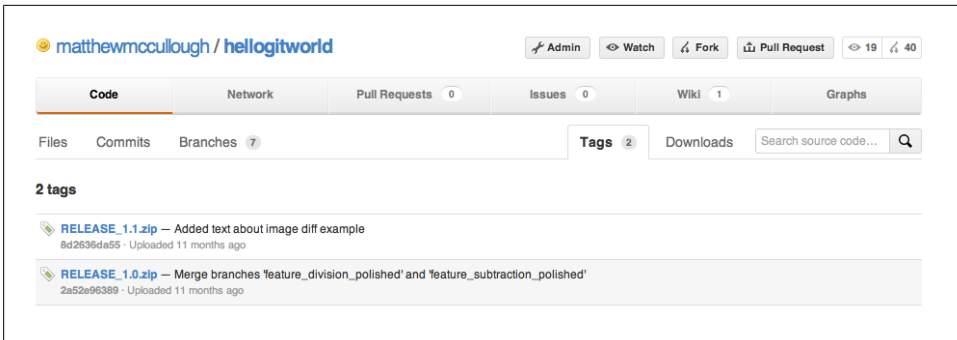 matthewmccullough / hellogitworld
Admin Watch Fork Pull Request 19 40
Code Network Pull Requests 0 Issues 0 Wiki 1 Graphs
Files Commits Branches 7 Tags 2 Downloads Search source code...
2 tags
RELEASE_1.1.zip — Added text about image diff example
8d2636da55 · Uploaded 11 months ago
RELEASE_1.0.zip — Merge branches 'feature_division_polished' and 'feature_subtraction_polished'
2a52e96389 · Uploaded 11 months ago